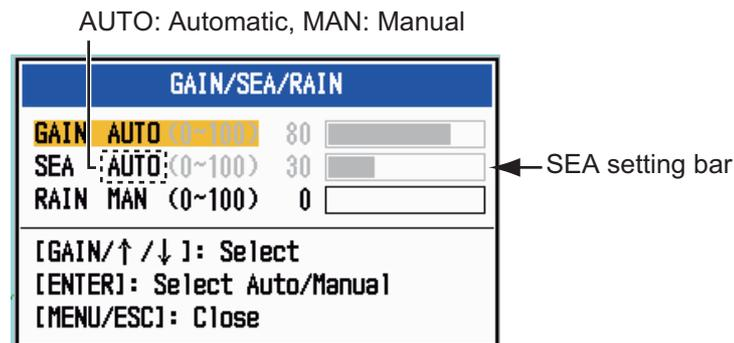 AUTO: Automatic, MAN: Manual
GAIN/SEA/RAIN
GAIN AUTO (0~100) 80
SEA AUTO (0~100) 30
SEA setting bar
RAIN MAN (0~100) 0
[GAIN/↑/↓]: Select
[ENTER]: Select Auto/Manual
[MENU/ESC]: Close